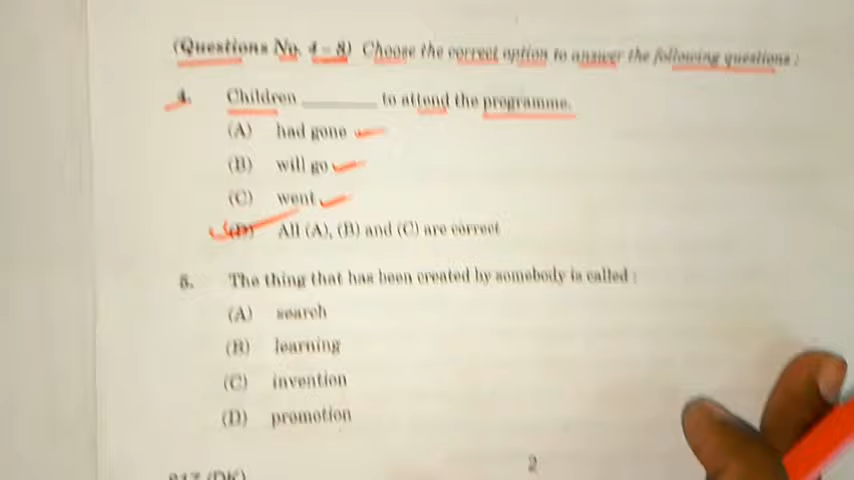 (Questions No. 4 – 8) Choose the correct option to answer the following questions :
4. Children ________ to attend the programme.
(A) had gone
(B) will go
(C) went
(D) All (A), (B) and (C) are correct
5. The thing that has been created by somebody is called :
(A) search
(B) learning
(C) invention
(D) promotion
2